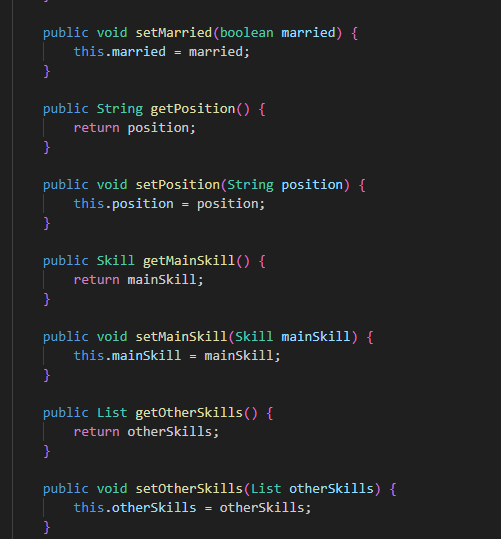 }
public void setMarried(boolean married) {
this.married = married;
}
public String getPosition() {
return position;
}
public void setPosition(String position) {
this.position = position;
}
public Skill getMainSkill() {
return mainSkill;
}
public void setMainSkill(Skill mainSkill) {
this.mainSkill = mainSkill;
}
public List getOtherSkills() {
return otherSkills;
}
public void setOtherSkills(List otherSkills) {
this.otherSkills = otherSkills;
}